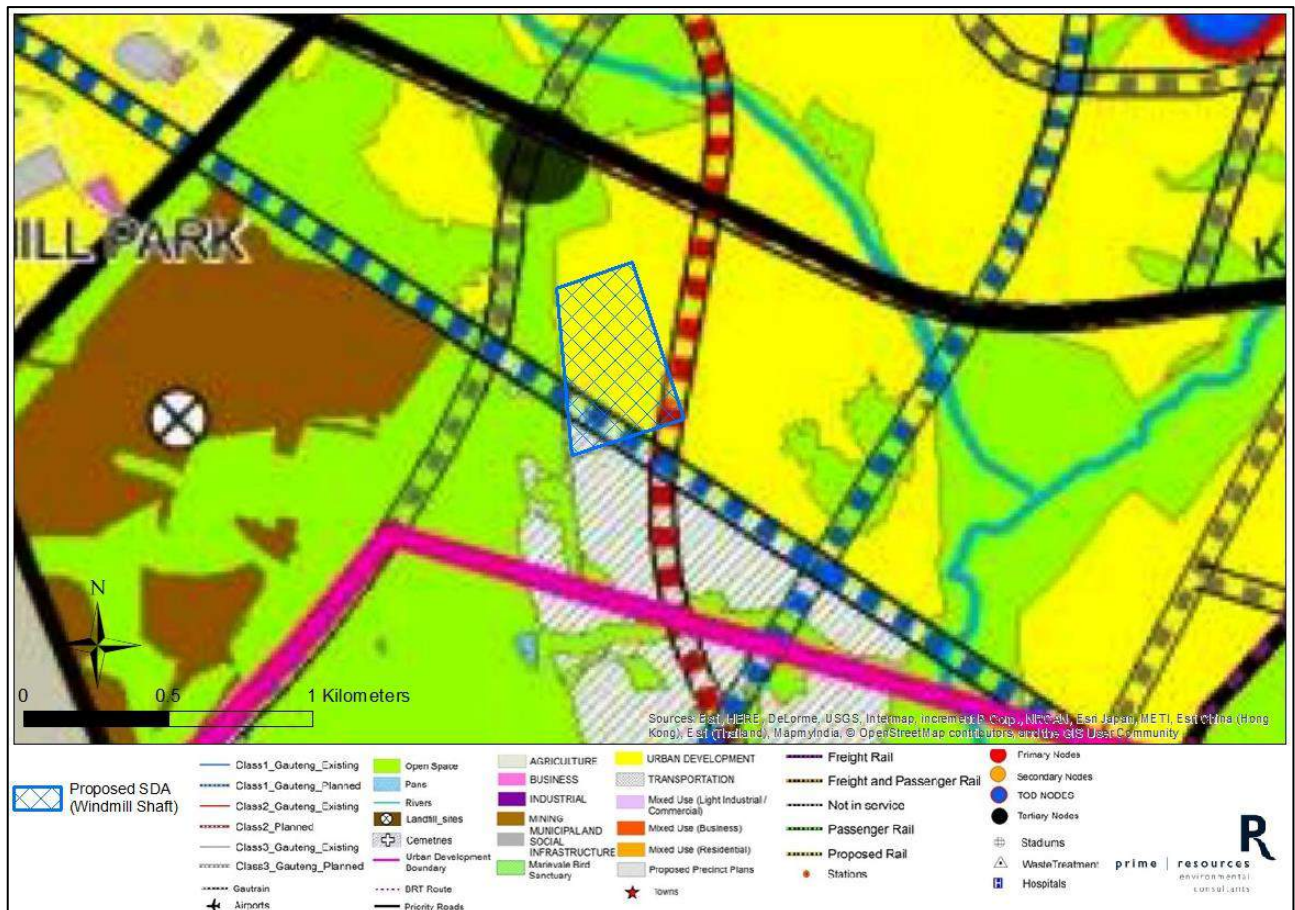 ILL PARK
K
N
0 0.5 1 Kilometers
Sources: Esri, HERE, DeLorme, USGS, Intermap, increment P Corp., NRCAN, Esri Japan, METI, Esri China (Hong
Kong), Esri (Thailand), MapmyIndia, © OpenStreetMap contributors, and the GIS User Community
Proposed SDA
(Windmill Shaft)
Class1_Gauteng_Existing
Class1_Gauteng_Planned
Class2_Gauteng_Existing
Class2_Planned
Class3_Gauteng_Existing
Class3_Gauteng_Planned
Gautrain
Airports
Open Space
Pans
Rivers
Landfill_sites
Cemetries
Urban Development
Boundary
BRT Route
Priority Roads
AGRICULTURE
BUSINESS
INDUSTRIAL
MINING
MUNICIPAL AND
SOCIAL
INFRASTRUCTURE
Marievale Bird
Sanctuary
URBAN DEVELOPMENT
TRANSPORTATION
Mixed Use (Light Industrial /
Commercial)
Mixed Use (Business)
Mixed Use (Residential)
Proposed Precinct Plans
Towns
Freight Rail
Freight and Passenger Rail
Not in service
Passenger Rail
Proposed Rail
Stations
Primary Nodes
Secondary Nodes
TOD NODES
Tertiary Nodes
Stadiums
WasteTreatment
Hospitals
R
prime | resources
environmental
consultants